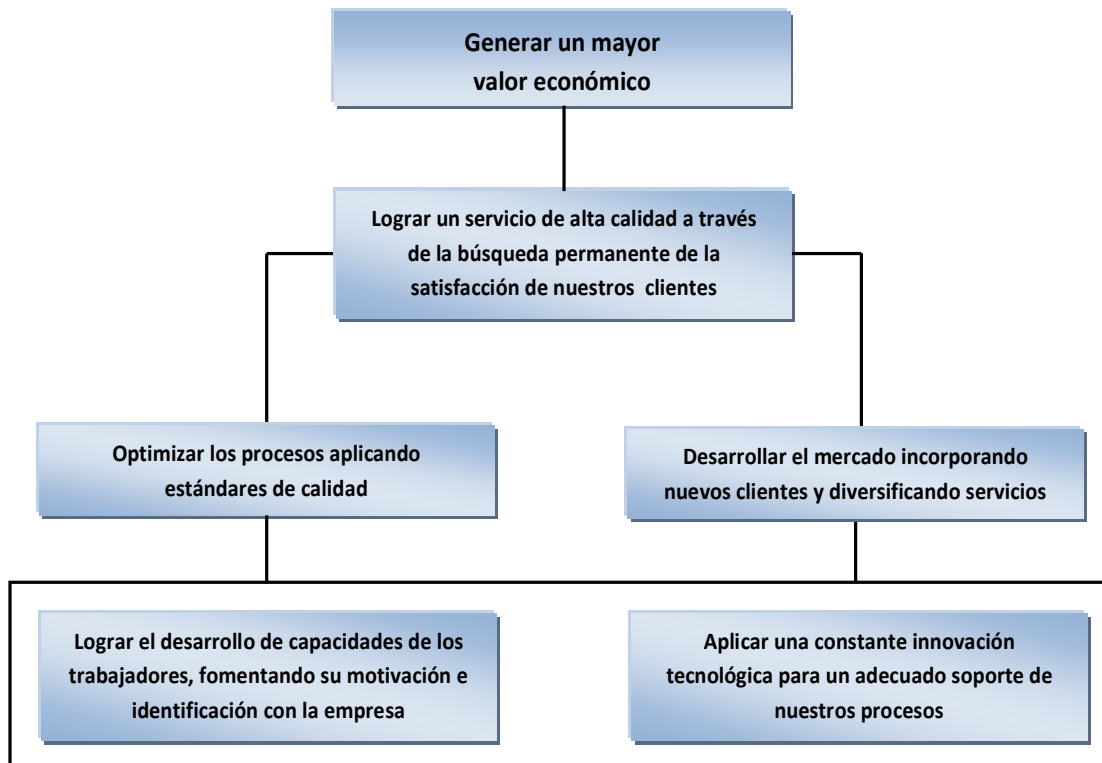 Generar un mayor
valor económico
Lograr un servicio de alta calidad a través
de la búsqueda permanente de la
satisfacción de nuestros clientes
Optimizar los procesos aplicando
estándares de calidad
Desarrollar el mercado incorporando
nuevos clientes y diversificando servicios
Lograr el desarrollo de capacidades de los
trabajadores, fomentando su motivación e
identificación con la empresa
Aplicar una constante innovación
tecnológica para un adecuado soporte de
nuestros procesos